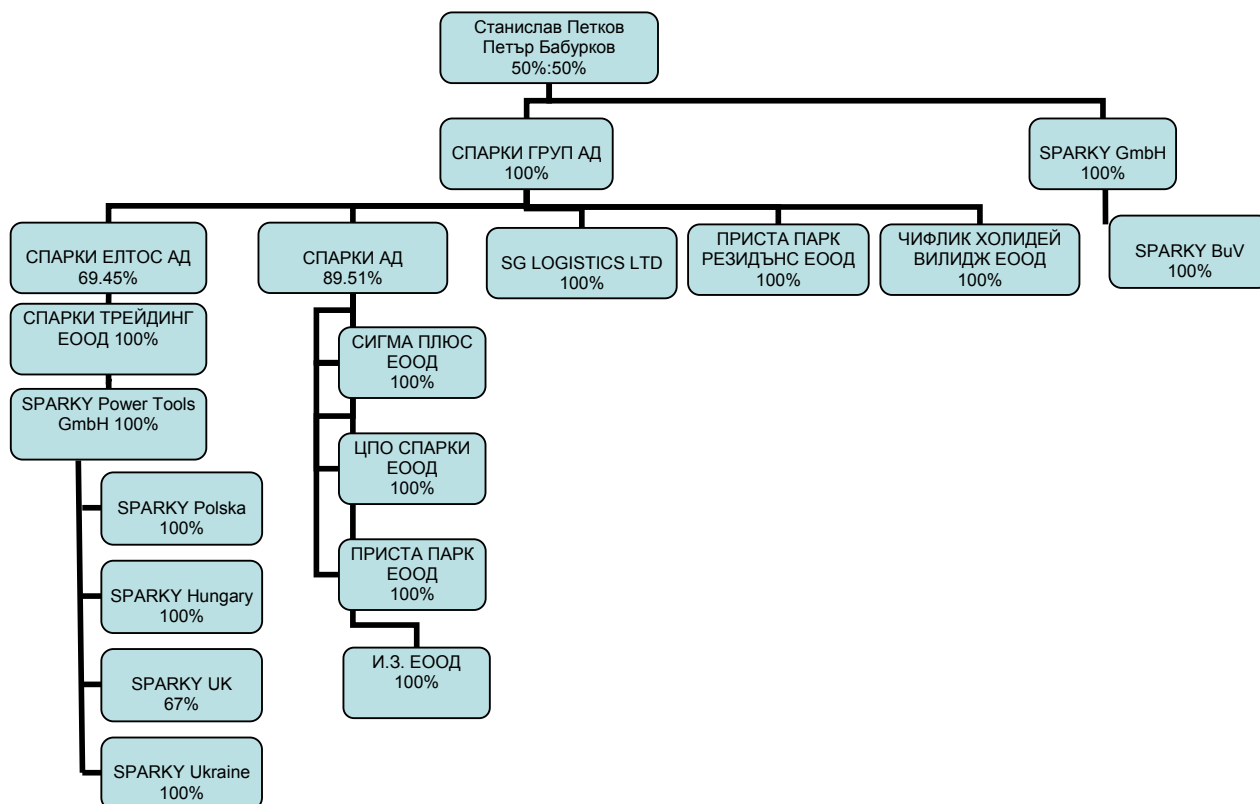 Станислав Петков
Петър Бабурков
50%:50%
СПАРКИ ГРУП АД
100%
SPARKY GmbH
100%
СПАРКИ ЕЛТОС АД
69.45%
СПАРКИ АД
89.51%
SG LOGISTICS LTD
100%
ПРИСТА ПАРК
РЕЗИДЪНС ЕООД
100%
ЧИФЛИК ХОЛИДЕЙ
ВИЛИДЖ ЕООД
100%
SPARKY BuV
100%
СПАРКИ ТРЕЙДИНГ
ЕООД 100%
SPARKY Power Tools
GmbH 100%
SPARKY Polska
100%
SPARKY Hungary
100%
SPARKY UK
67%
SPARKY Ukraine
100%
СИГМА ПЛЮС
ЕООД
100%
ЦПО СПАРКИ
ЕООД
100%
ПРИСТА ПАРК
ЕООД
100%
И.З. ЕООД
100%